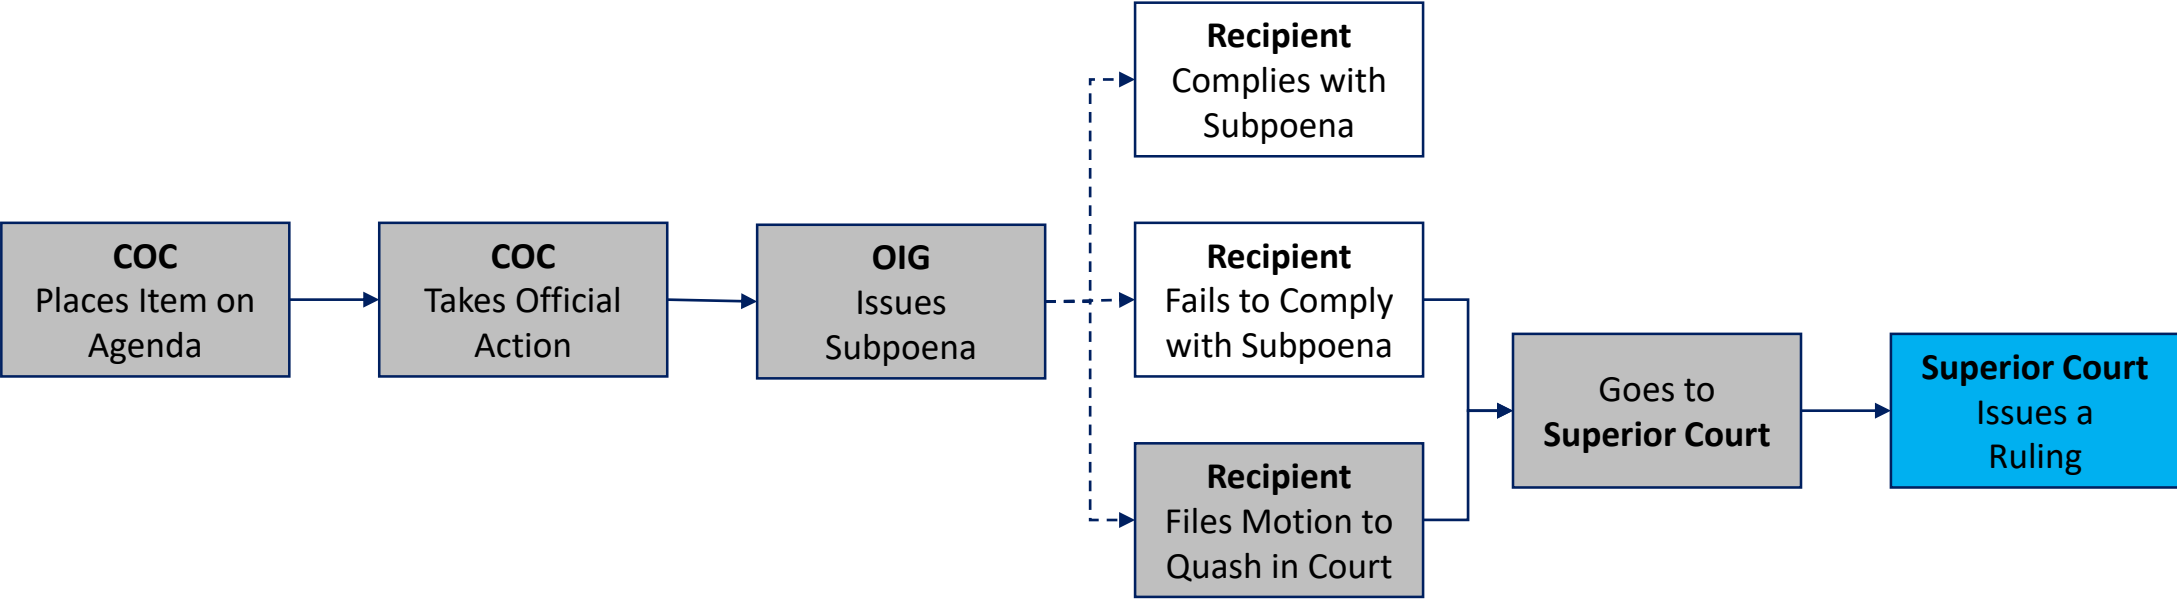 COC
Places Item on
Agenda
COC
Takes Official
Action
OIG
Issues
Subpoena
Recipient
Complies with
Subpoena
Recipient
Fails to Comply
with Subpoena
Recipient
Files Motion to
Quash in Court
Goes to
Superior Court
Superior Court
Issues a
Ruling